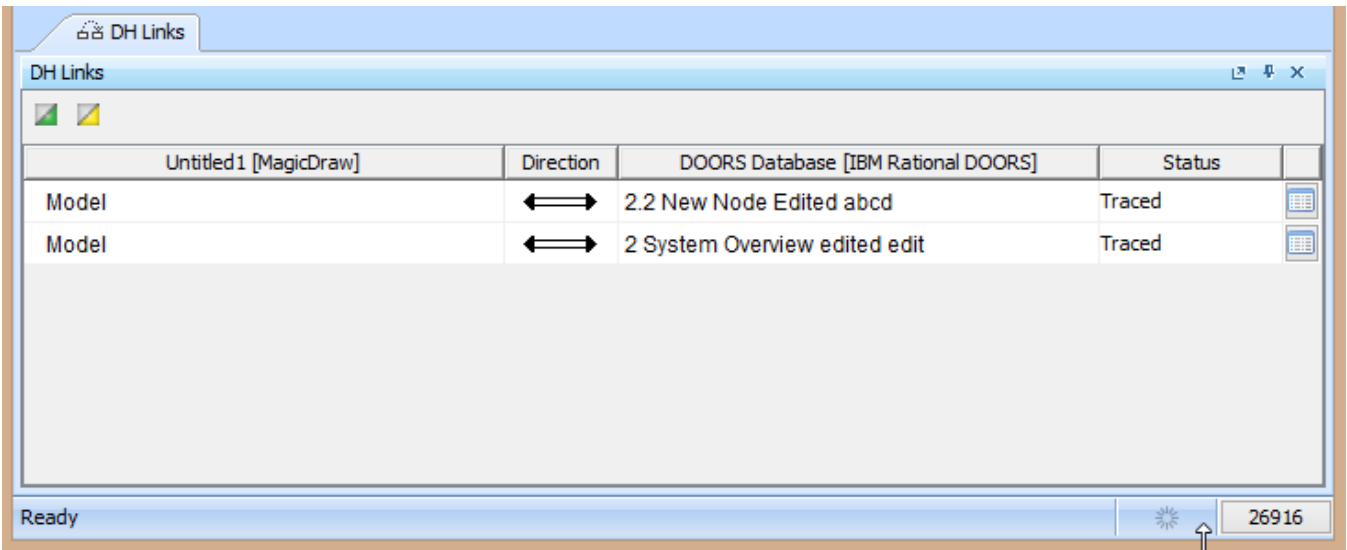 DH Links
DH Links
Untitled1 [MagicDraw] Direction DOORS Database [IBM Rational DOORS] Status
Model 2.2 New Node Edited abcd Traced
Model 2 System Overview edited edit Traced
Ready 26916